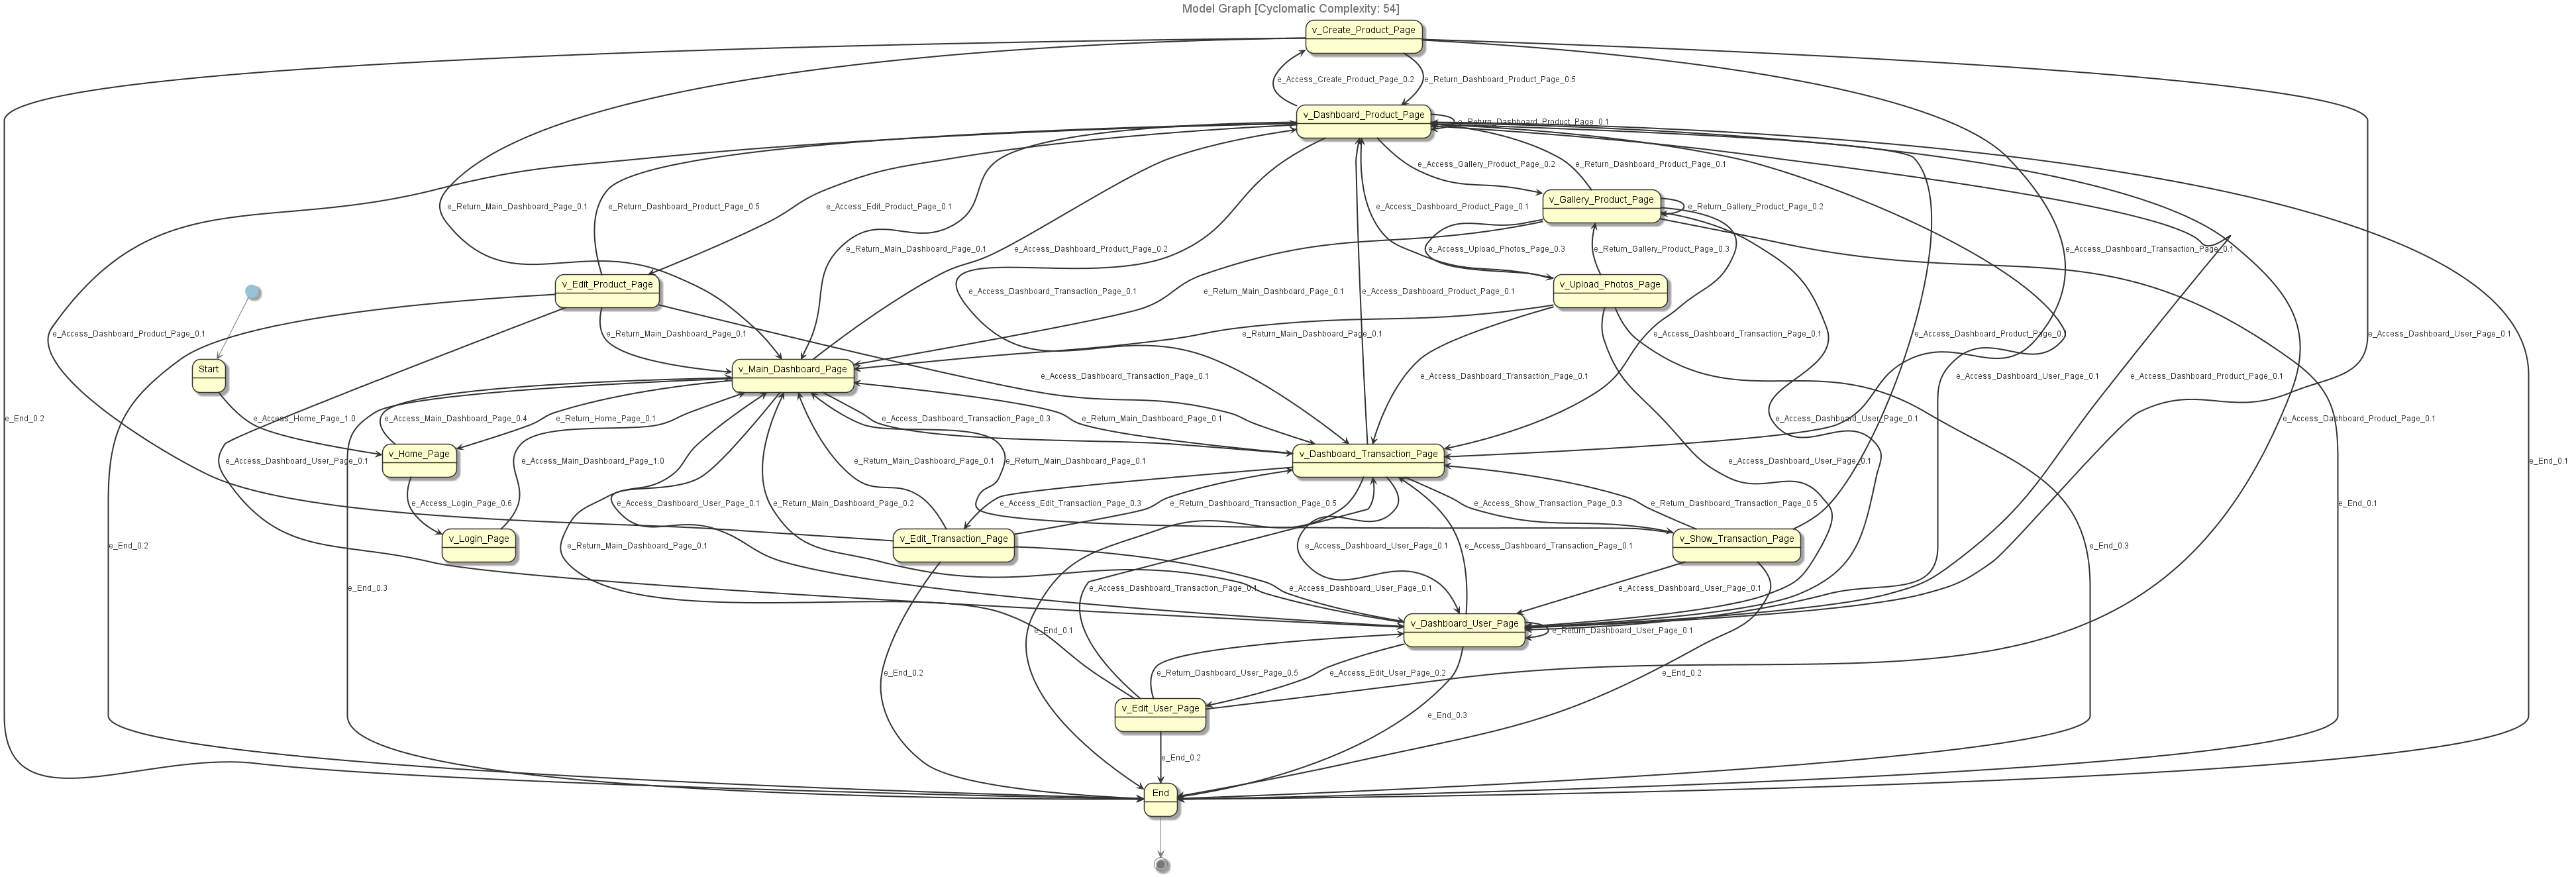 Model Graph [Cyclomatic Complexity: 54]
v_Create_Product_Page
e_Access_Create_Product_Page_0.2
e_Return_Dashboard_Product_Page_0.5
v_Dashboard_Product_Page
e_Return_Dashboard_Product_Page_0.1
e_Access_Gallery_Product_Page_0.2
e_Return_Dashboard_Product_Page_0.1
v_Gallery_Product_Page
e_Return_Main_Dashboard_Page_0.1
e_Return_Dashboard_Product_Page_0.5
e_Access_Edit_Product_Page_0.1
e_Access_Dashboard_Product_Page_0.1
e_Return_Gallery_Product_Page_0.2
e_Return_Main_Dashboard_Page_0.1
e_Access_Dashboard_Product_Page_0.2
e_Access_Upload_Photos_Page_0.3
e_Return_Gallery_Product_Page_0.3
e_Access_Dashboard_Transaction_Page_0.1
v_Edit_Product_Page
v_Upload_Photos_Page
e_Access_Dashboard_Transaction_Page_0.1
e_Access_Dashboard_Product_Page_0.1
e_Return_Main_Dashboard_Page_0.1
e_Access_Dashboard_Product_Page_0.1
e_Return_Main_Dashboard_Page_0.1
e_Return_Main_Dashboard_Page_0.1
e_Access_Dashboard_Transaction_Page_0.1
e_Access_Dashboard_Product_Page_0.1
e_Access_Dashboard_User_Page_0.1
Start
v_Main_Dashboard_Page
e_Access_Dashboard_Transaction_Page_0.1
e_Access_Dashboard_Transaction_Page_0.1
e_Access_Dashboard_User_Page_0.1
e_Access_Dashboard_Product_Page_0.1
e_End_0.2
e_Access_Home_Page_1.0
e_Access_Main_Dashboard_Page_0.4
e_Return_Home_Page_0.1
e_Access_Dashboard_Transaction_Page_0.3
e_Return_Main_Dashboard_Page_0.1
e_Access_Dashboard_User_Page_0.1
e_Access_Dashboard_Product_Page_0.1
v_Home_Page
v_Dashboard_Transaction_Page
e_Access_Dashboard_User_Page_0.1
e_Access_Main_Dashboard_Page_1.0
e_Return_Main_Dashboard_Page_0.1
e_Return_Main_Dashboard_Page_0.1
e_Access_Dashboard_User_Page_0.1
e_End_0.1
e_Access_Login_Page_0.6
e_Access_Dashboard_User_Page_0.1
e_Return_Main_Dashboard_Page_0.2
e_Access_Edit_Transaction_Page_0.3
e_Return_Dashboard_Transaction_Page_0.5
e_Access_Show_Transaction_Page_0.3
e_Return_Dashboard_Transaction_Page_0.5
e_End_0.1
v_Login_Page
v_Edit_Transaction_Page
v_Show_Transaction_Page
e_End_0.2
e_Return_Main_Dashboard_Page_0.1
e_Access_Dashboard_User_Page_0.1
e_Access_Dashboard_Transaction_Page_0.1
e_End_0.3
e_End_0.3
e_Access_Dashboard_Transaction_Page_0.1
e_Access_Dashboard_User_Page_0.1
e_Access_Dashboard_User_Page_0.1
v_Dashboard_User_Page
e_End_0.1
e_Return_Dashboard_User_Page_0.1
e_End_0.2
e_Return_Dashboard_User_Page_0.5
e_Access_Edit_User_Page_0.2
e_End_0.2
v_Edit_User_Page
e_End_0.3
e_End_0.2
End